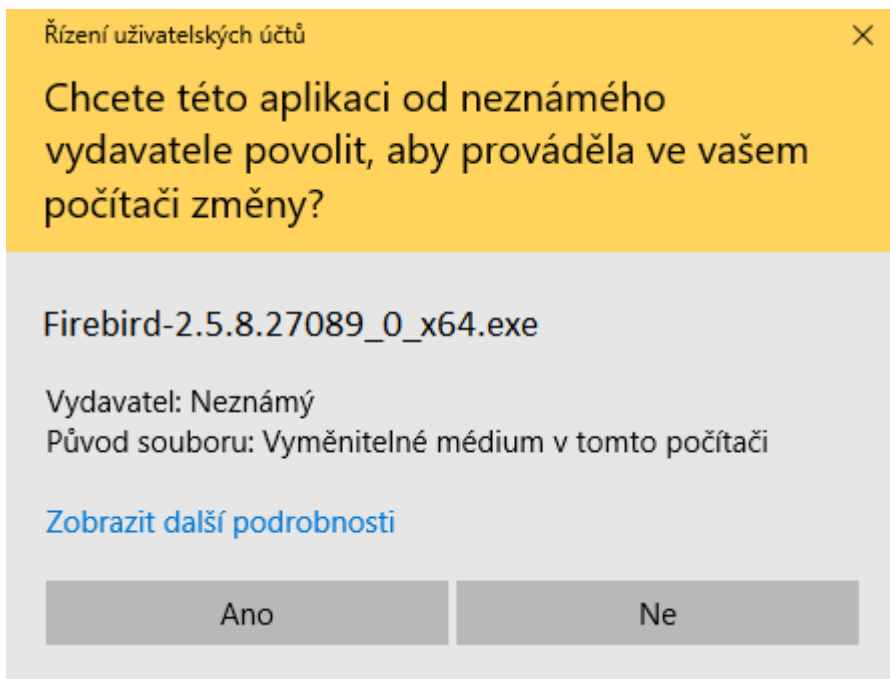 Řízení uživatelských účtů
Chcete této aplikaci od neznámého
vydavatele povolit, aby prováděla ve vašem
počítači změny?
Firebird-2.5.8.27089_0_x64.exe
Vydavatel: Neznámý
Původ souboru: Vyměnitelné médium v tomto počítači
Zobrazit další podrobnosti
Ano Ne